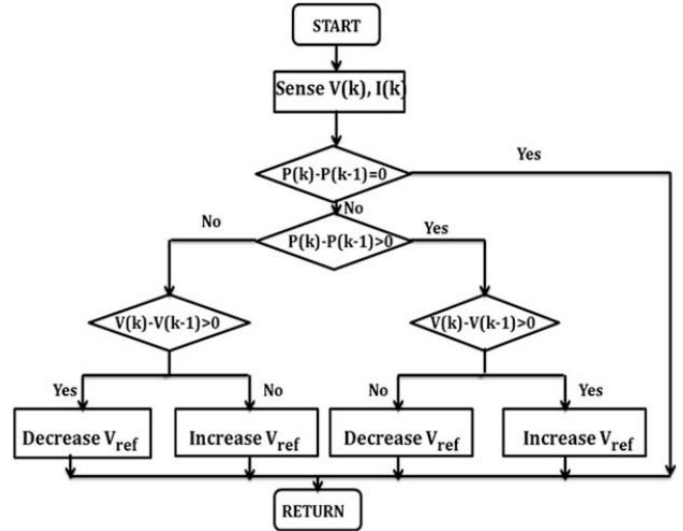 START
Sense V(k), I(k)
P(k)-P(k-1)=0
Yes
No
P(k)-P(k-1)>0
No
Yes
V(k)-V(k-1)>0
V(k)-V(k-1)>0
Yes
No
No
Yes
Decrease Vref
Increase Vref
Decrease Vref
Increase Vref
RETURN